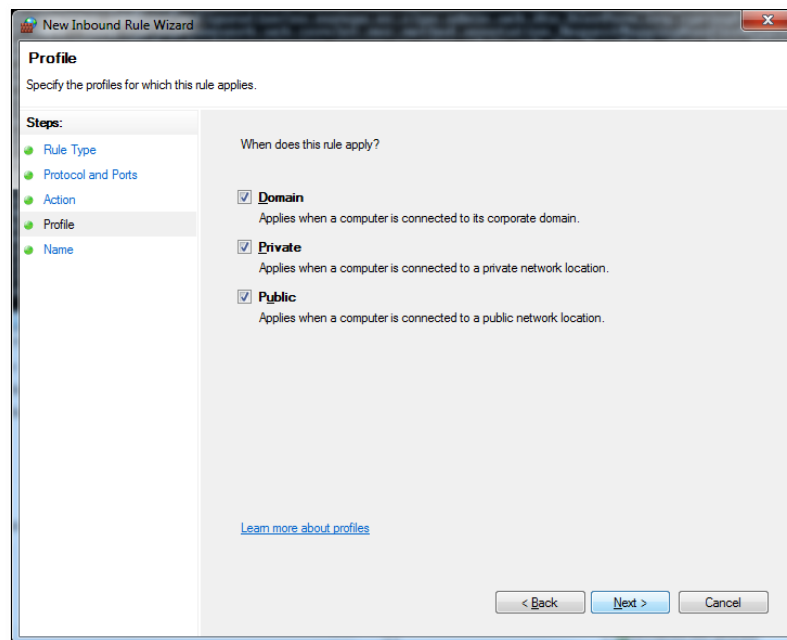 New Inbound Rule Wizard
Profile
Specify the profiles for which this rule applies.
Steps:
Rule Type
Protocol and Ports
Action
Profile
Name
When does this rule apply?
Domain
Applies when a computer is connected to its corporate domain.
Private
Applies when a computer is connected to a private network location.
Public
Applies when a computer is connected to a public network location.
Learn more about profiles
< Back
Next >
Cancel